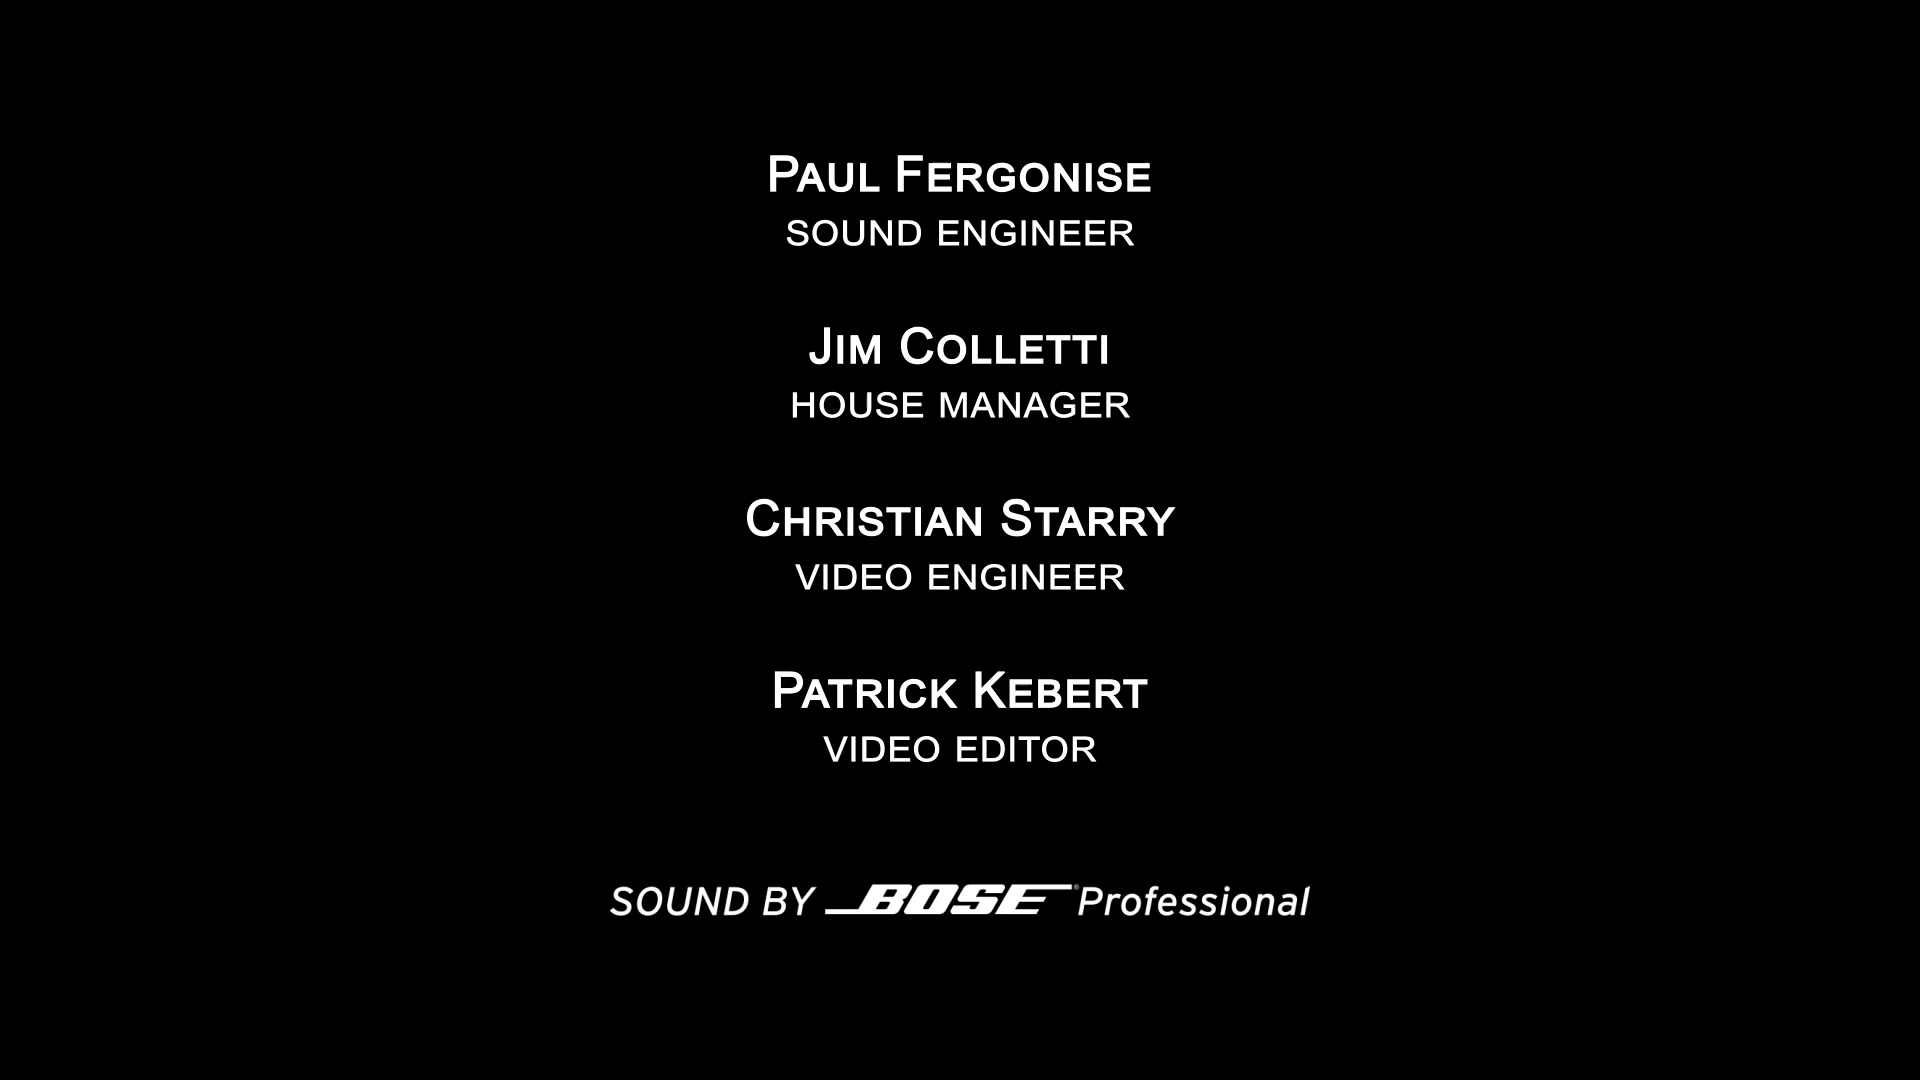 Paul Fergonise
SOUND ENGINEER
Jim Colletti
HOUSE MANAGER
Christian Starry
VIDEO ENGINEER
Patrick Kebert
VIDEO EDITOR
SOUND BY BOSE® Professional